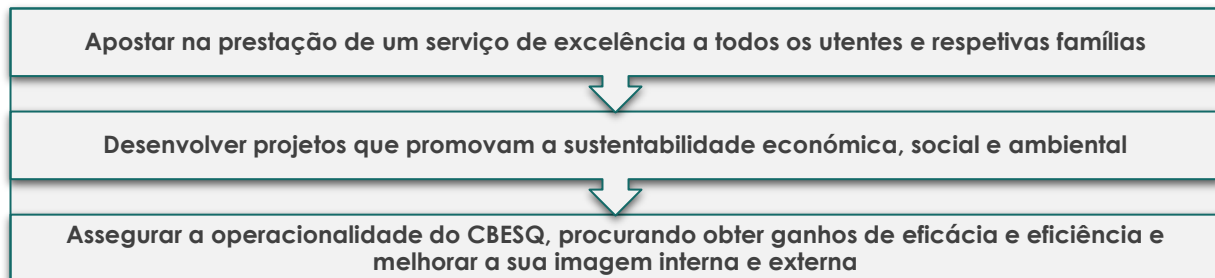 Apostar na prestação de um serviço de excelência a todos os utentes e respetivas famílias
Desenvolver projetos que promovam a sustentabilidade económica, social e ambiental
Assegurar a operacionalidade do CBESQ, procurando obter ganhos de eficácia e eficiência e
melhorar a sua imagem interna e externa